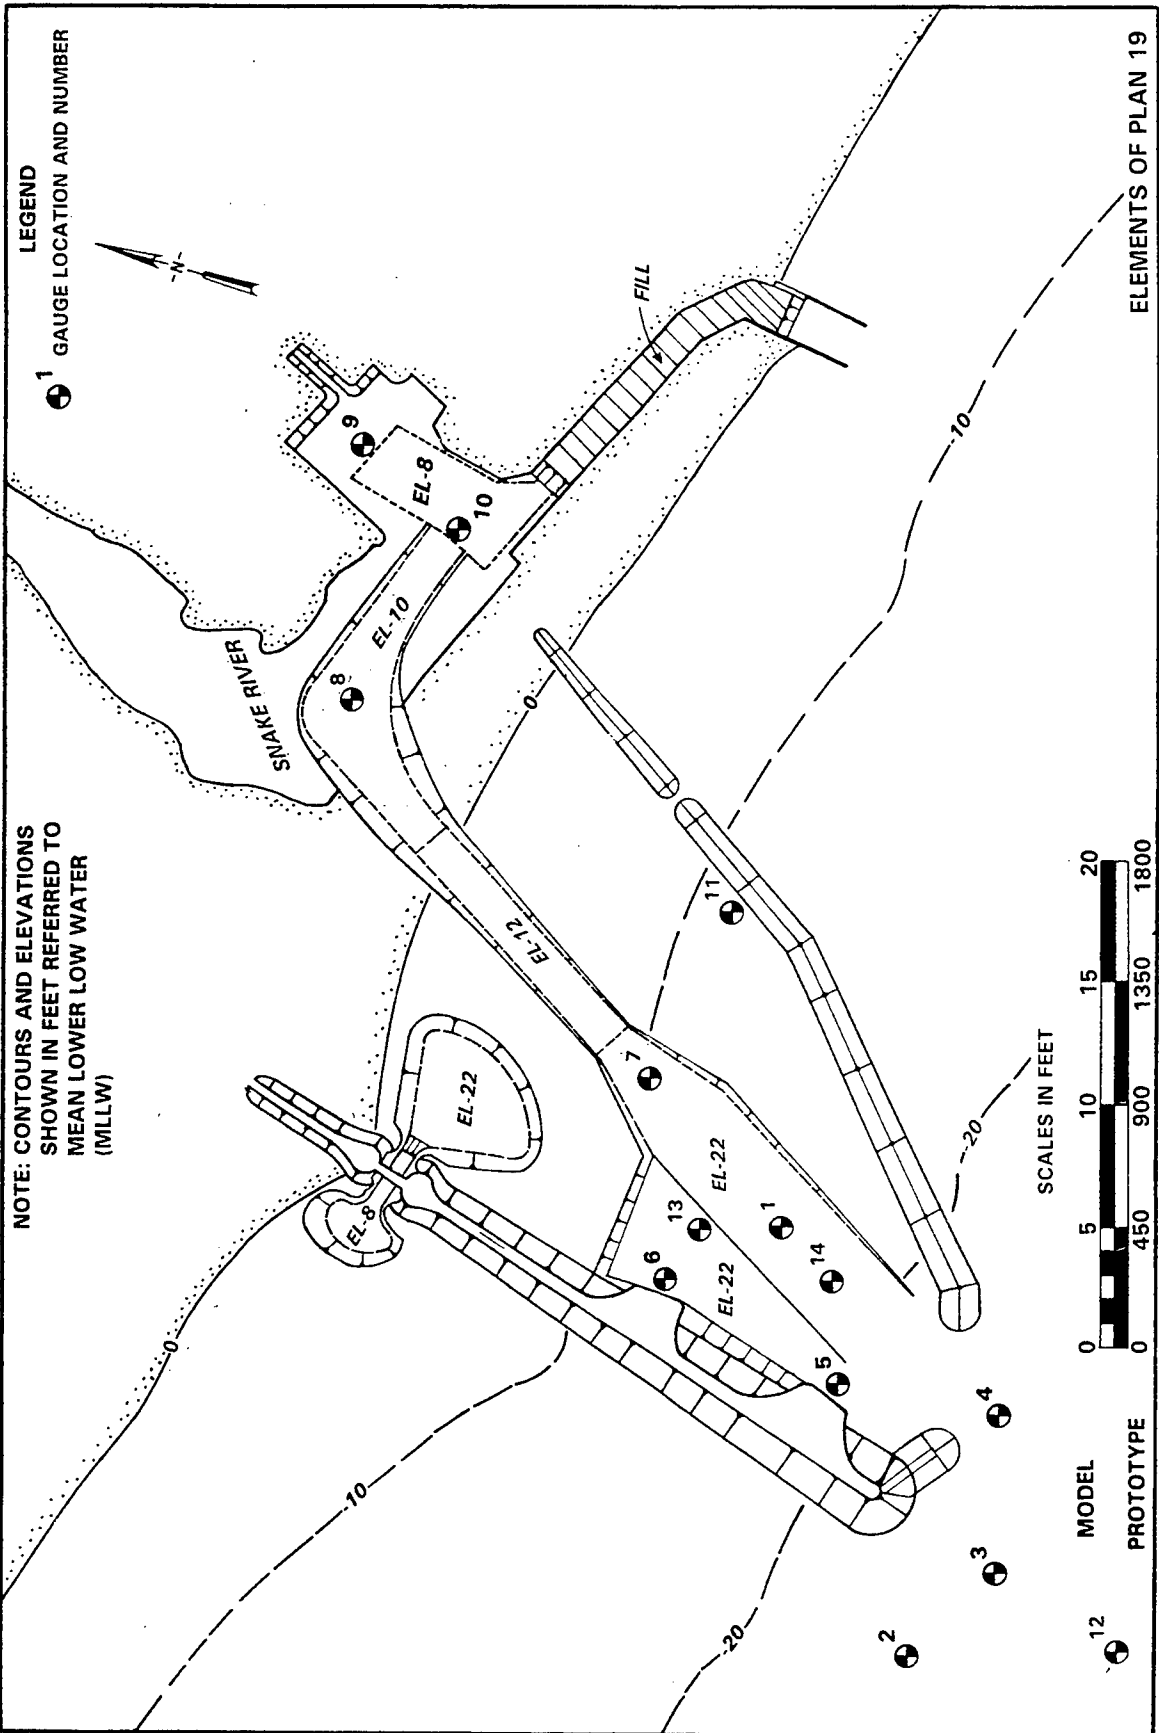 NOTE: CONTOURS AND ELEVATIONS
SHOWN IN FEET REFERRED TO
MEAN LOWER LOW WATER
(MLLW)
LEGEND
1 GAUGE LOCATION AND NUMBER
-N-
SNAKE RIVER
0
EL-8
EL-22
8
EL-10
9
EL-8
10
FILL
-10
0
EL-12
0
-10
6
13
EL-22
EL-22
7
1
14
5
11
-10
-20
2
3
4
12
-20
SCALES IN FEET
MODEL
0 5 10 15 20
PROTOTYPE
0 450 900 1350 1800
ELEMENTS OF PLAN 19